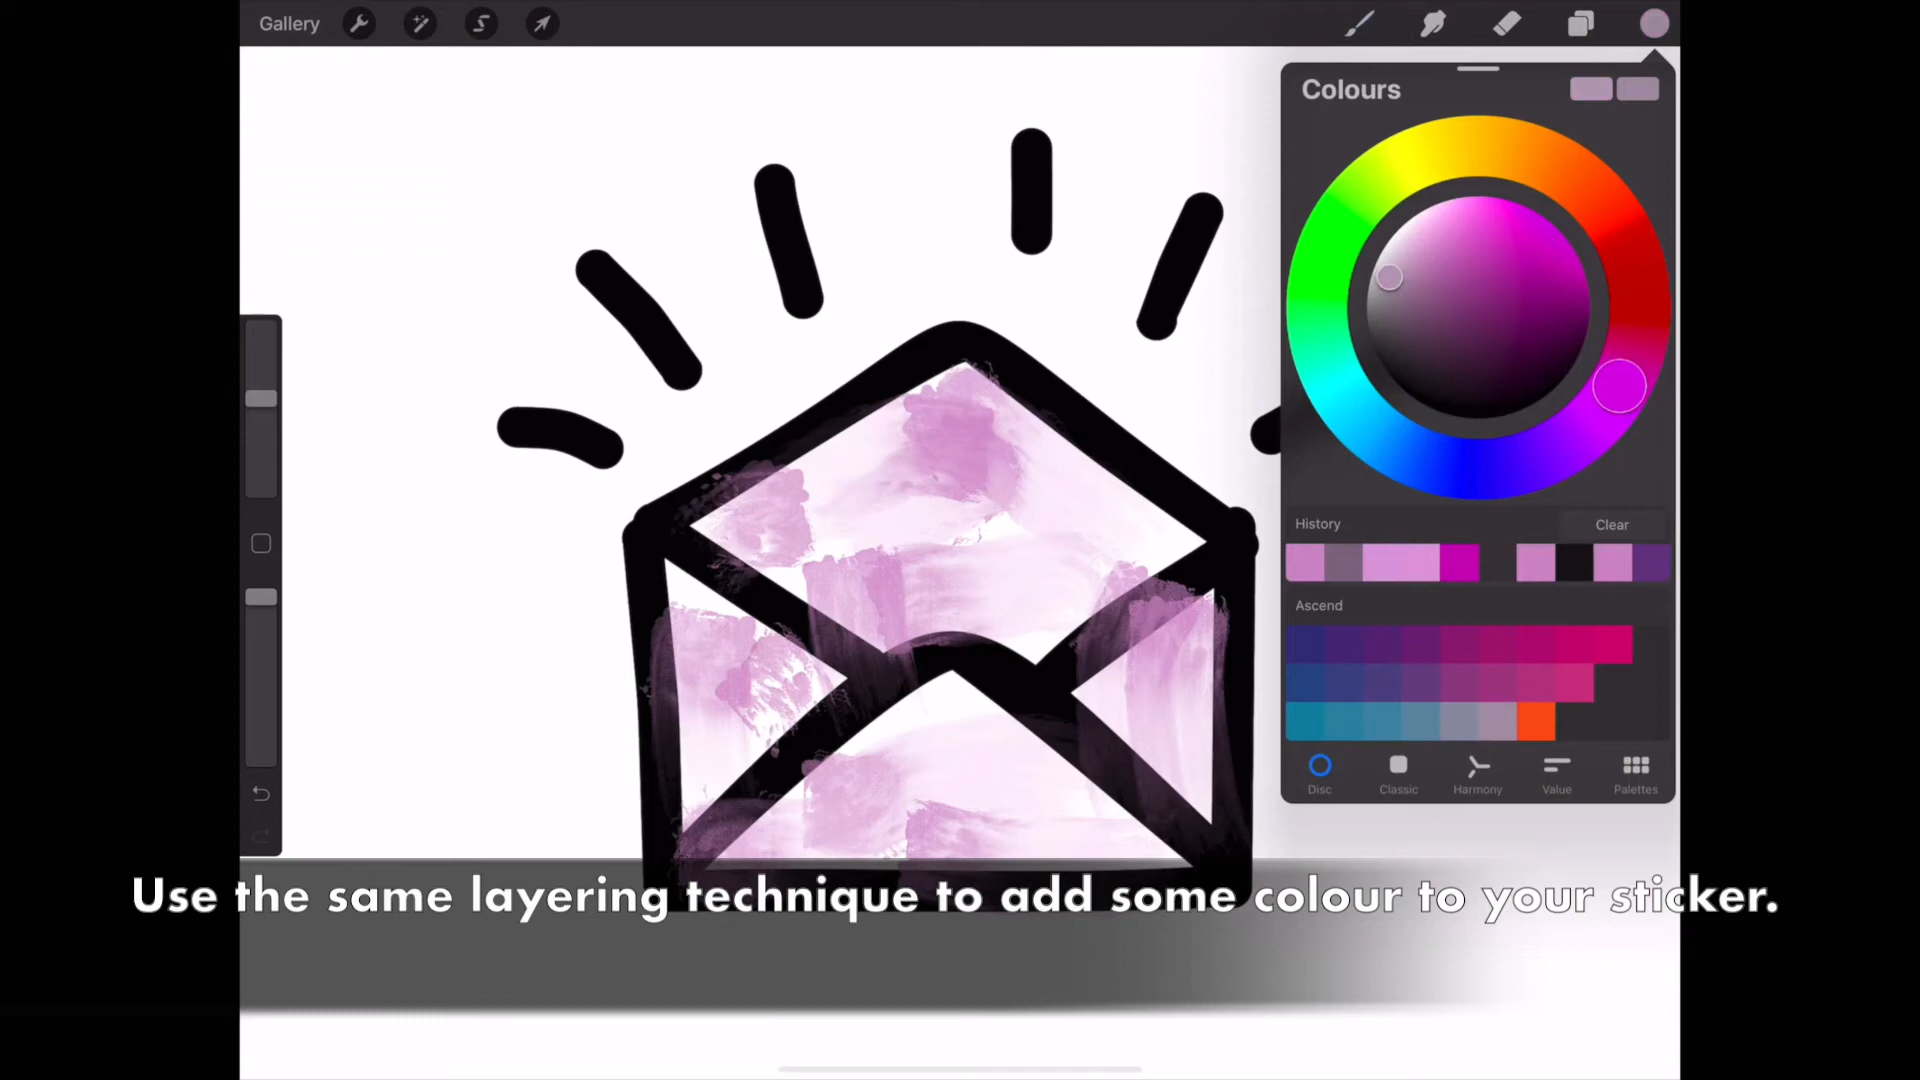 Gallery
Colours
History
Clear
Ascend
Disc
Classic
Harmony
Value
Palettes
Use the same layering technique to add some colour to your sticker.